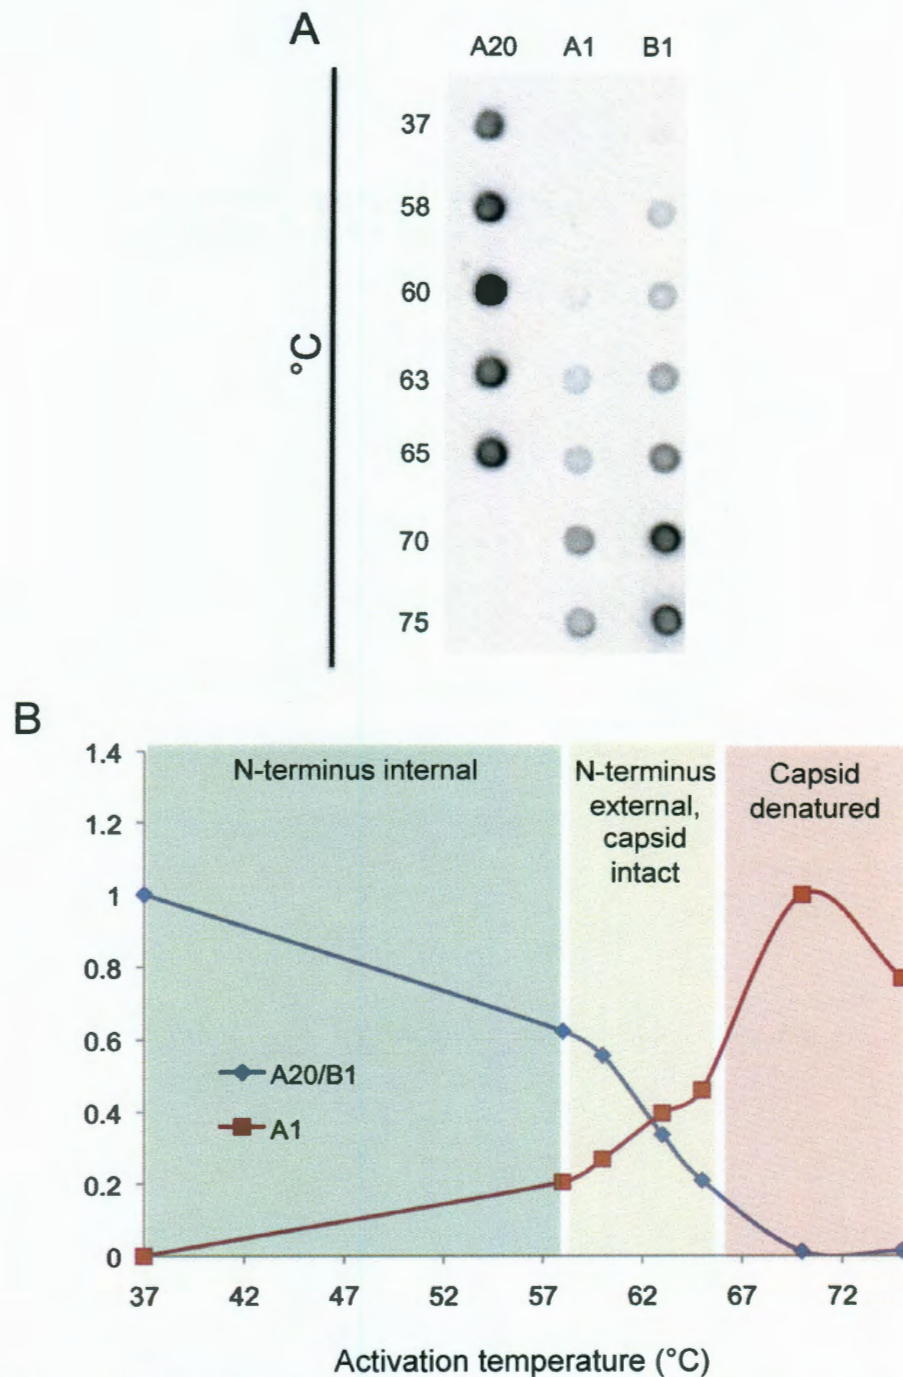 A
A20 A1 B1
37
58
60
63
65
70
75
°C
B
1.4
1.2
1
0.8
0.6
0.4
0.2
0
N-terminus internal
N-terminus
external,
capsid
intact
Capsid
denatured
A20/B1
A1
37 42 47 52 57 62 67 72
Activation temperature (°C)